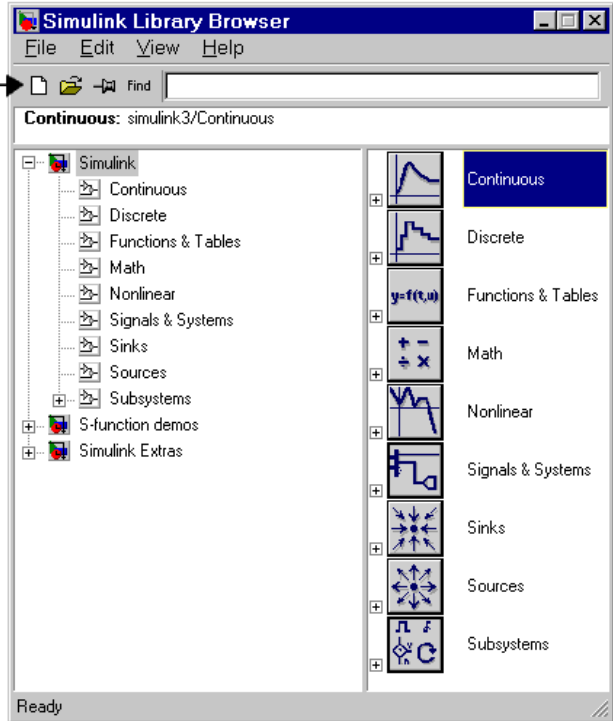 Simulink Library Browser
File Edit View Help
Find
Continuous: simulink3/Continuous
Simulink
Continuous
Discrete
Functions & Tables
Math
Nonlinear
Signals & Systems
Sinks
Sources
Subsystems
S-function demos
Simulink Extras
Continuous
Discrete
y=f(t,u) Functions & Tables
Math
Nonlinear
Signals & Systems
Sinks
Sources
Subsystems
Ready